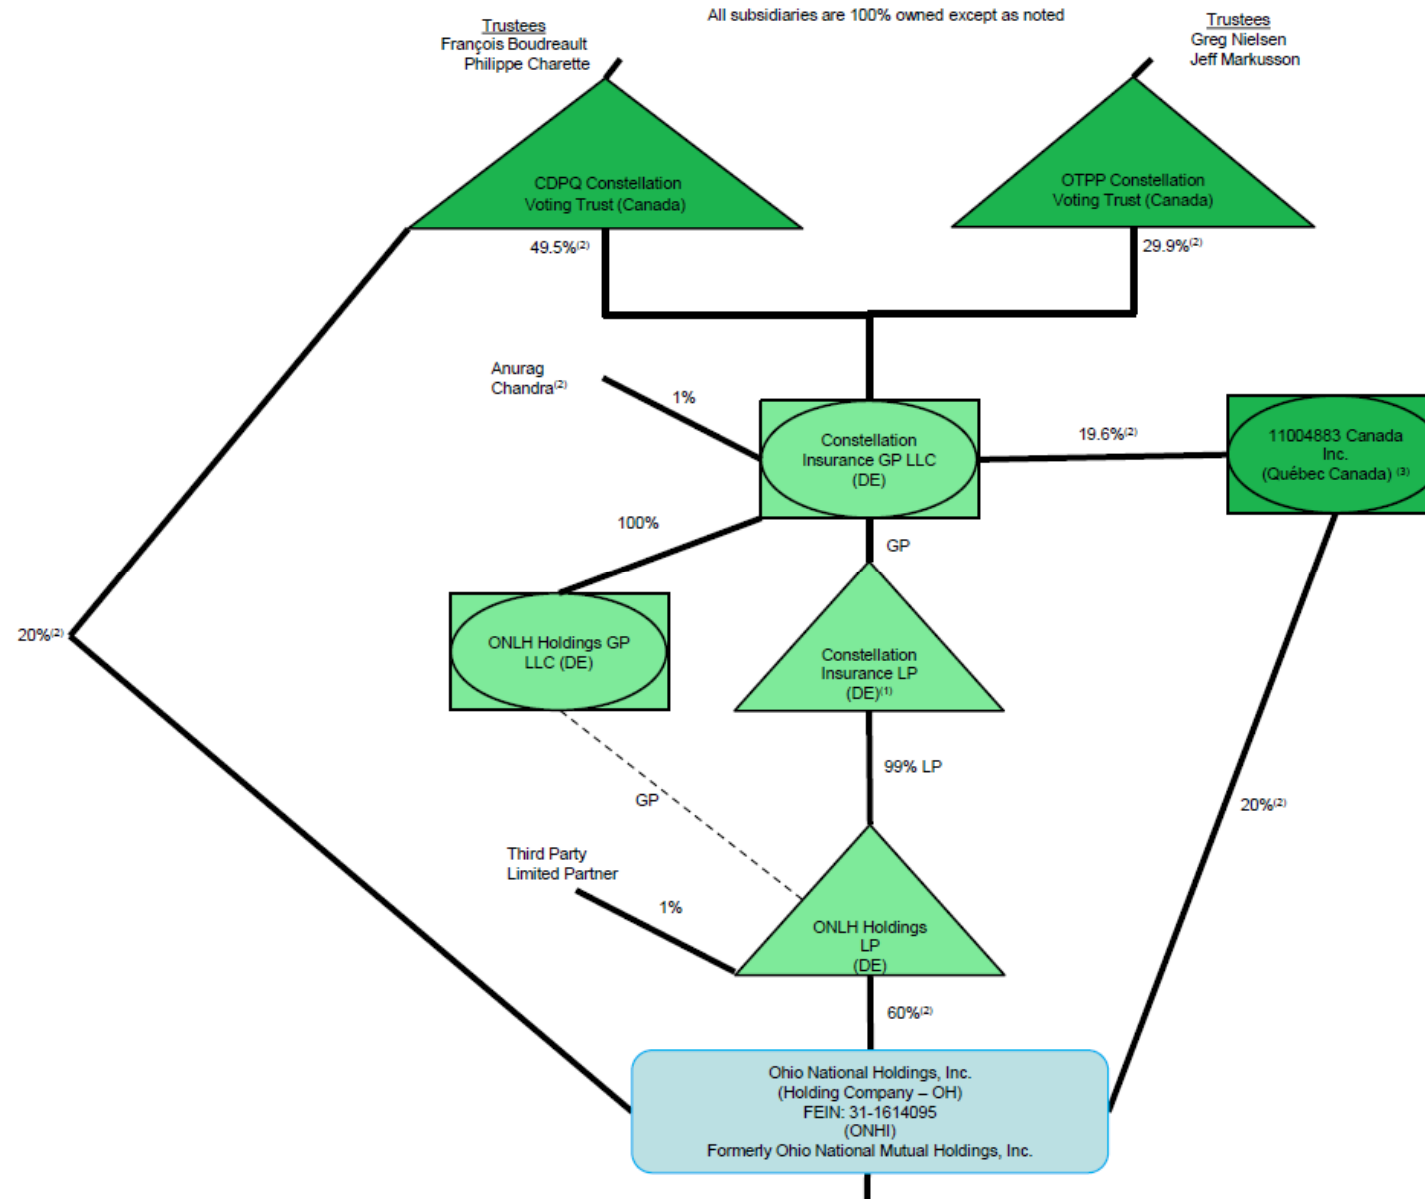 All subsidiaries are 100% owned except as noted
Trustees
François Boudreault
Philippe Charette
Trustees
Greg Nielsen
Jeff Markusson
CDPQ Constellation
Voting Trust (Canada)
OTPP Constellation
Voting Trust (Canada)
49.5%(2)
29.9%(2)
Anurag
Chandra(2)
1%
Constellation
Insurance GP LLC
(DE)
19.6%(2)
11004883 Canada
Inc.
(Québec Canada) (3)
100%
GP
ONLH Holdings GP
LLC (DE)
Constellation
Insurance LP
(DE)(1)
20%(2)
99% LP
GP
20%(2)
Third Party
Limited Partner
1%
ONLH Holdings
LP
(DE)
60%(2)
Ohio National Holdings, Inc.
(Holding Company – OH)
FEIN: 31-1614095
(ONHI)
Formerly Ohio National Mutual Holdings, Inc.